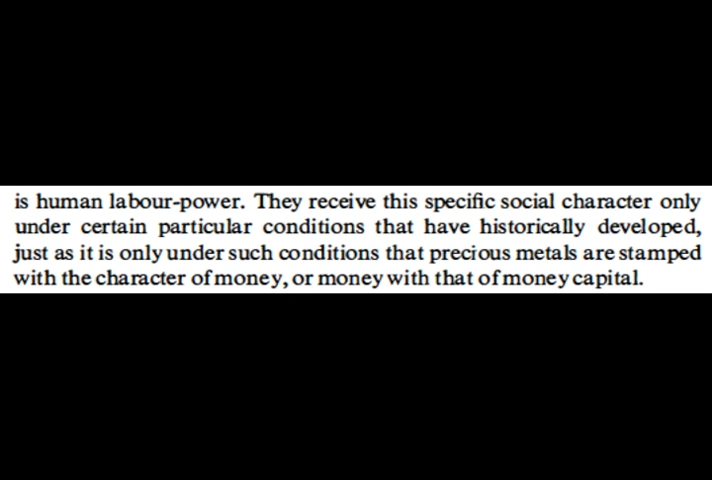 is human labour-power. They receive this specific social character only
under certain particular conditions that have historically developed,
just as it is only under such conditions that precious metals are stamped
with the character of money, or money with that of money capital.